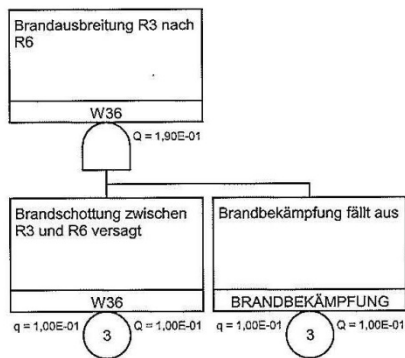 Brandausbreitung R3 nach
R6
W36
Q = 1,90E-01
Brandschottung zwischen
R3 und R6 versagt
W36
q = 1,00E-01
Q = 1,00E-01
3
Brandbekämpfung fällt aus
BRANDBEKÄMPFUNG
q = 1,00E-01
Q = 1,00E-01
3